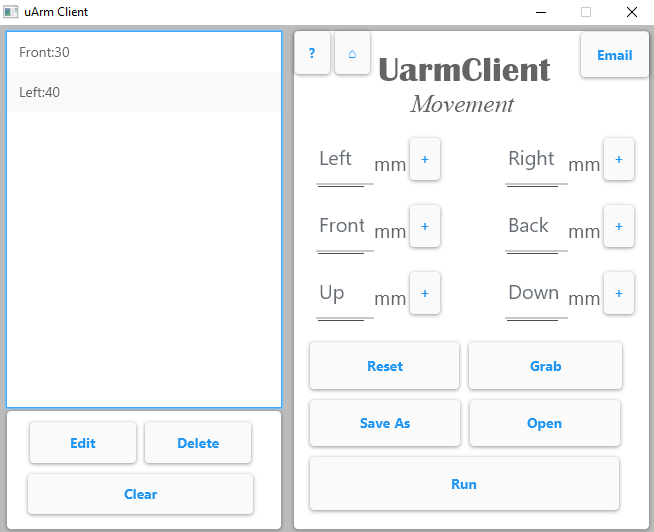 uArm Client
Front:30
Left:40
Edit
Delete
Clear
?
⌂
Email
UarmClient
Movement
Left mm +
Right mm +
Front mm +
Back mm +
Up mm +
Down mm +
Reset
Grab
Save As
Open
Run